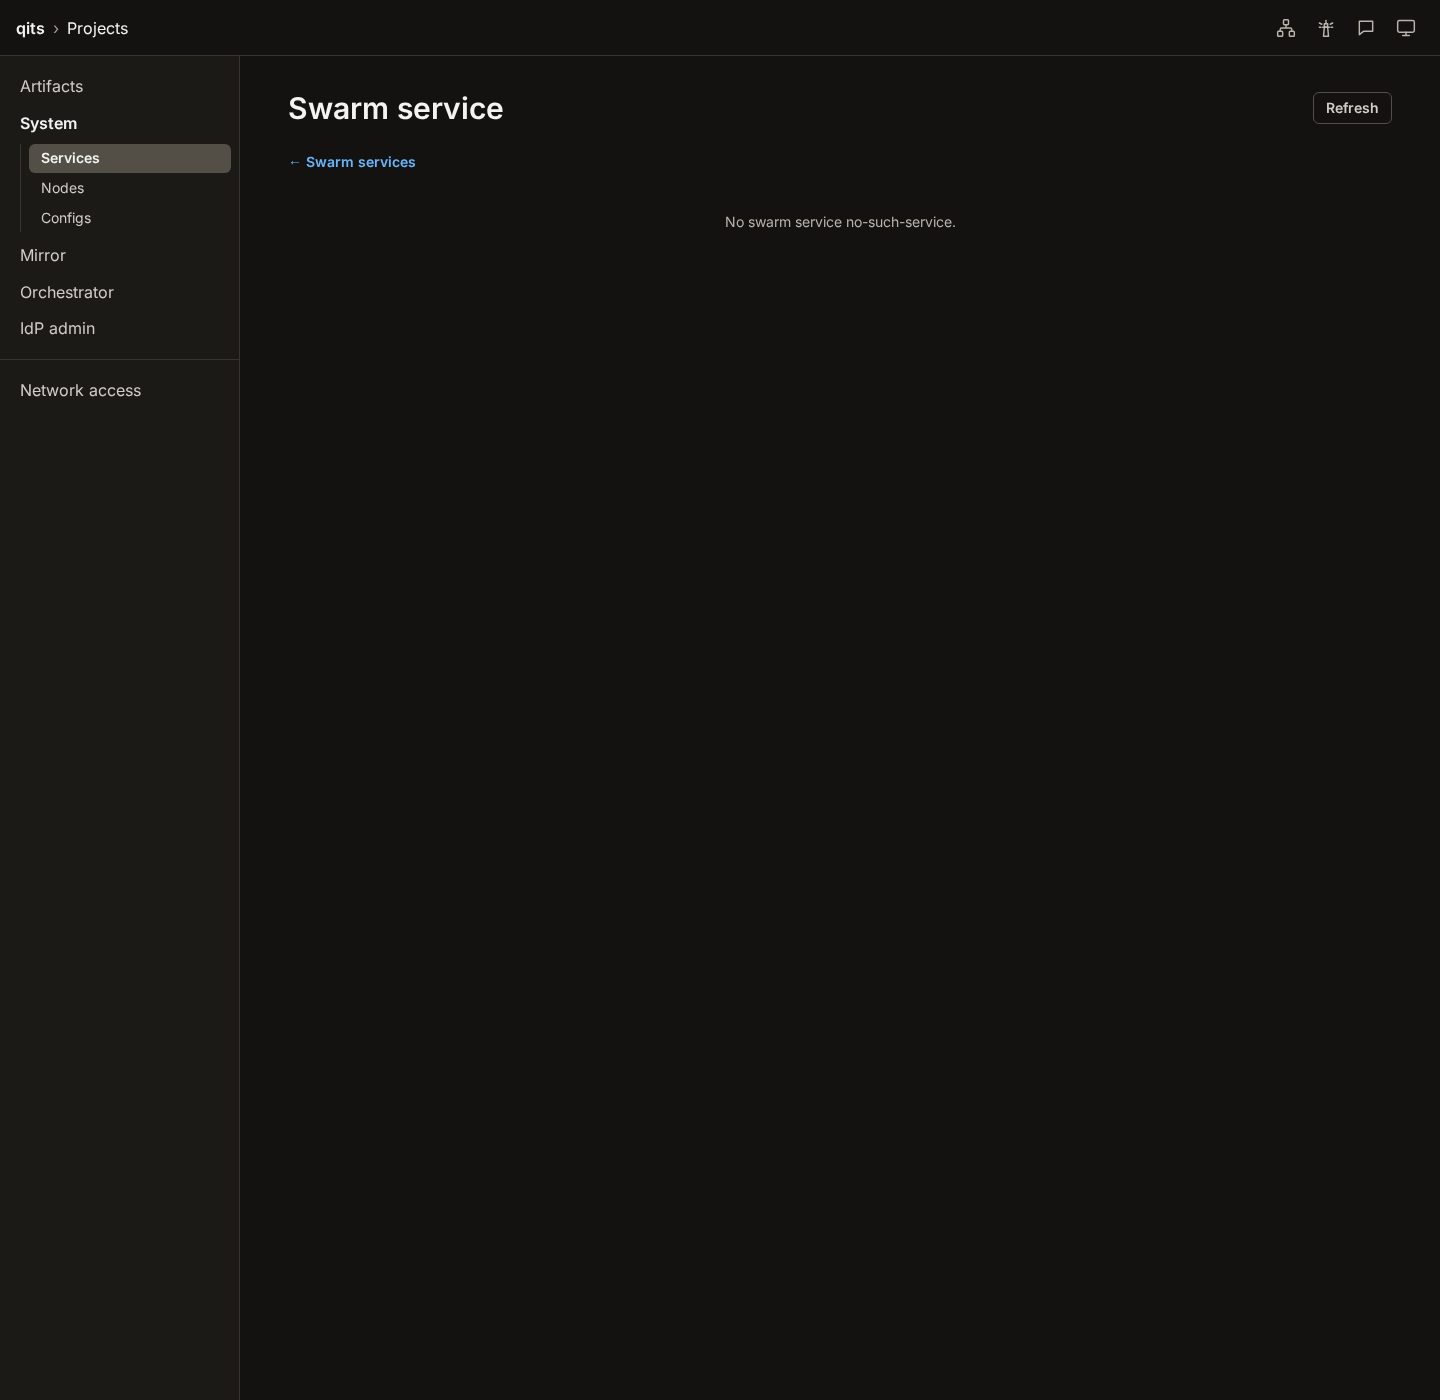 qits › Projects
Artifacts
System
Services
Nodes
Configs
Mirror
Orchestrator
IdP admin
Network access
Swarm service
Refresh
← Swarm services
No swarm service no-such-service.